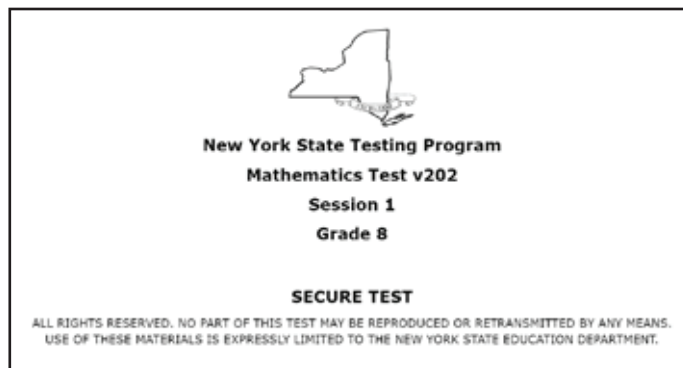 New York State Testing Program
Mathematics Test v202
Session 1
Grade 8
SECURE TEST
ALL RIGHTS RESERVED. NO PART OF THIS TEST MAY BE REPRODUCED OR RETRANSMITTED BY ANY MEANS.
USE OF THESE MATERIALS IS EXPRESSLY LIMITED TO THE NEW YORK STATE EDUCATION DEPARTMENT.